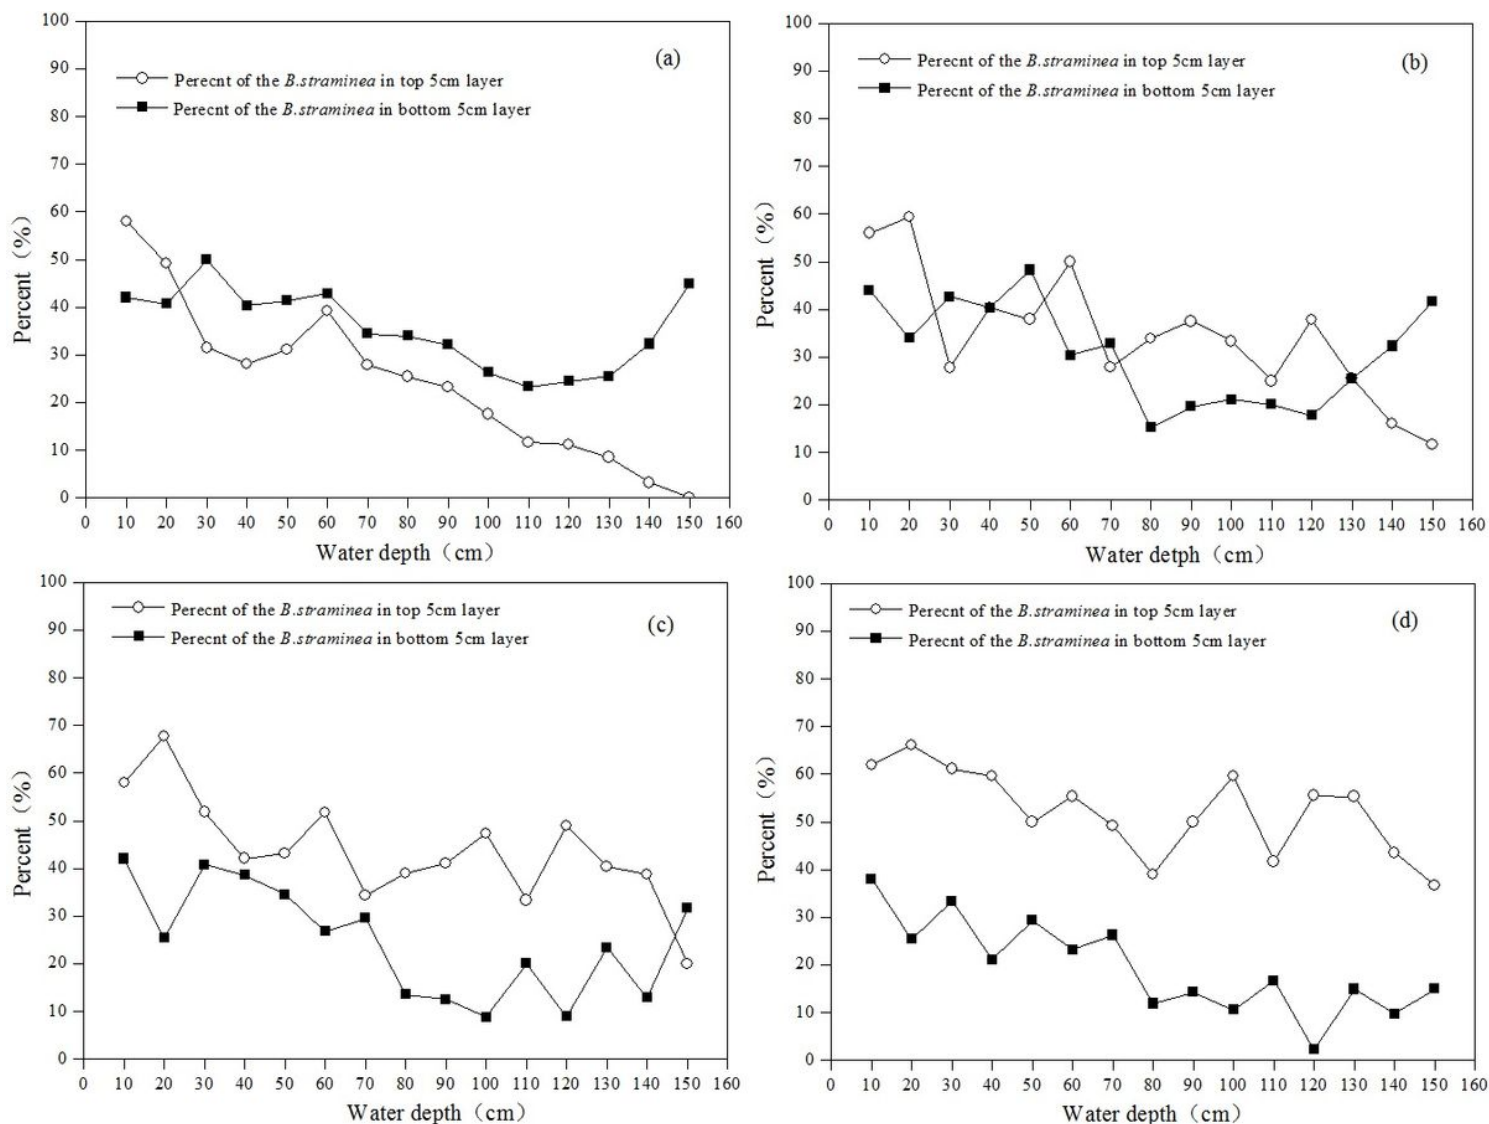 (a)
Perecnt of the B.straminea in top 5cm layer
Perecnt of the B.straminea in bottom 5cm layer
Percent（%）
100
90
80
70
60
50
40
30
20
10
0
0 10 20 30 40 50 60 70 80 90 100 110 120 130 140 150 160
Water depth（cm）
(b)
Perecnt of the B.straminea in top 5cm layer
Perecnt of the B.straminea in bottom 5cm layer
Percent（%）
100
90
80
70
60
50
40
30
20
10
0
0 10 20 30 40 50 60 70 80 90 100 110 120 130 140 150 160
Water detph（cm）
Perecnt of the B.straminea in top 5cm layer
(c)
Perecnt of the B.straminea in bottom 5cm layer
Percent（%）
100
90
80
70
60
50
40
30
20
10
0
0 10 20 30 40 50 60 70 80 90 100 110 120 130 140 150 160
Water depth（cm）
Perecnt of the B.straminea in top 5cm layer
(d)
Perecnt of the B.straminea in bottom 5cm layer
Percent（%）
100
90
80
70
60
50
40
30
20
10
0
0 10 20 30 40 50 60 70 80 90 100 110 120 130 140 150 160
Water depth（cm）